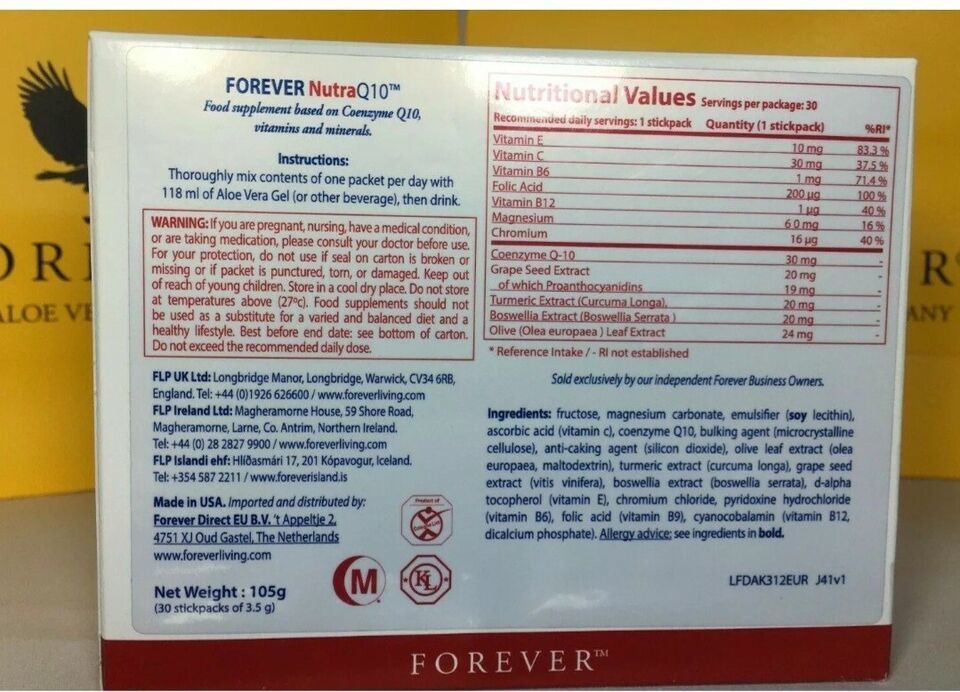 FOREVER NutraQ10™
Food supplement based on Coenzyme Q10,
vitamins and minerals.
Instructions:
Thoroughly mix contents of one packet per day with
118 ml of Aloe Vera Gel (or other beverage), then drink.
WARNING: If you are pregnant, nursing, have a medical condition,
or are taking medication, please consult your doctor before use.
For your protection, do not use if seal on carton is broken or
missing or if packet is punctured, torn, or damaged. Keep out
of reach of young children. Store in a cool dry place. Do not store
at temperatures above (27ºc). Food supplements should not
be used as a substitute for a varied and balanced diet and a
healthy lifestyle. Best before end date: see bottom of carton.
Do not exceed the recommended daily dose.
FLP UK Ltd: Longbridge Manor, Longbridge, Warwick, CV34 6RB,
England. Tel: +44 (0)1926 626600 / www.foreverliving.com
FLP Ireland Ltd: Magheramorne House, 59 Shore Road,
Magheramorne, Larne, Co. Antrim, Northern Ireland.
Tel: +44 (0) 28 2827 9900 / www.foreverliving.com
FLP Islandi ehf: Hlíðasmári 17, 201 Kópavogur, Iceland.
Tel: +354 587 2211 / www.foreverisland.is
Made in USA. Imported and distributed by:
Forever Direct EU B.V. 't Appeltje 2,
4751 XJ Oud Gastel, The Netherlands
www.foreverliving.com
Net Weight : 105g
(30 stickpacks of 3.5 g)
Product of
M
KL
Nutritional Values Servings per package: 30
Recommended daily servings: 1 stickpack Quantity (1 stickpack) %RI*
Vitamin E 10 mg 83.3 %
Vitamin C 30 mg 37.5 %
Vitamin B6 1 mg 71.4 %
Folic Acid 200 µg 100 %
Vitamin B12 1 µg 40 %
Magnesium 60 mg 16 %
Chromium 16 µg 40 %
Coenzyme Q-10 30 mg -
Grape Seed Extract 20 mg -
of which Proanthocyanidins 19 mg -
Turmeric Extract (Curcuma Longa), 20 mg -
Boswellia Extract (Boswellia Serrata ) 20 mg -
Olive (Olea europaea ) Leaf Extract 24 mg -
* Reference Intake / - RI not established
Sold exclusively by our independent Forever Business Owners.
Ingredients: fructose, magnesium carbonate, emulsifier (soy lecithin),
ascorbic acid (vitamin c), coenzyme Q10, bulking agent (microcrystalline
cellulose), anti-caking agent (silicon dioxide), olive leaf extract (olea
europaea, maltodextrin), turmeric extract (curcuma longa), grape seed
extract (vitis vinifera), boswellia extract (boswellia serrata), d-alpha
tocopherol (vitamin E), chromium chloride, pyridoxine hydrochloride
(vitamin B6), folic acid (vitamin B9), cyanocobalamin (vitamin B12,
dicalcium phosphate). Allergy advice: see ingredients in bold.
LFDAK312EUR J41v1
FOREVER™
ORE
ALOE VE
R®
ANY